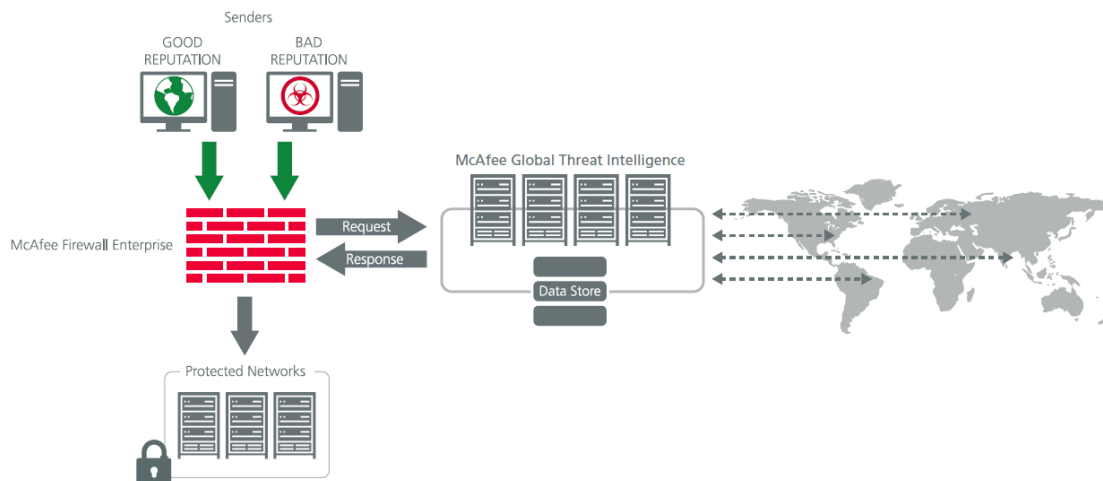 Senders
GOOD
REPUTATION
BAD
REPUTATION
McAfee Global Threat Intelligence
Request
McAfee Firewall Enterprise
Response
Data Store
Protected Networks